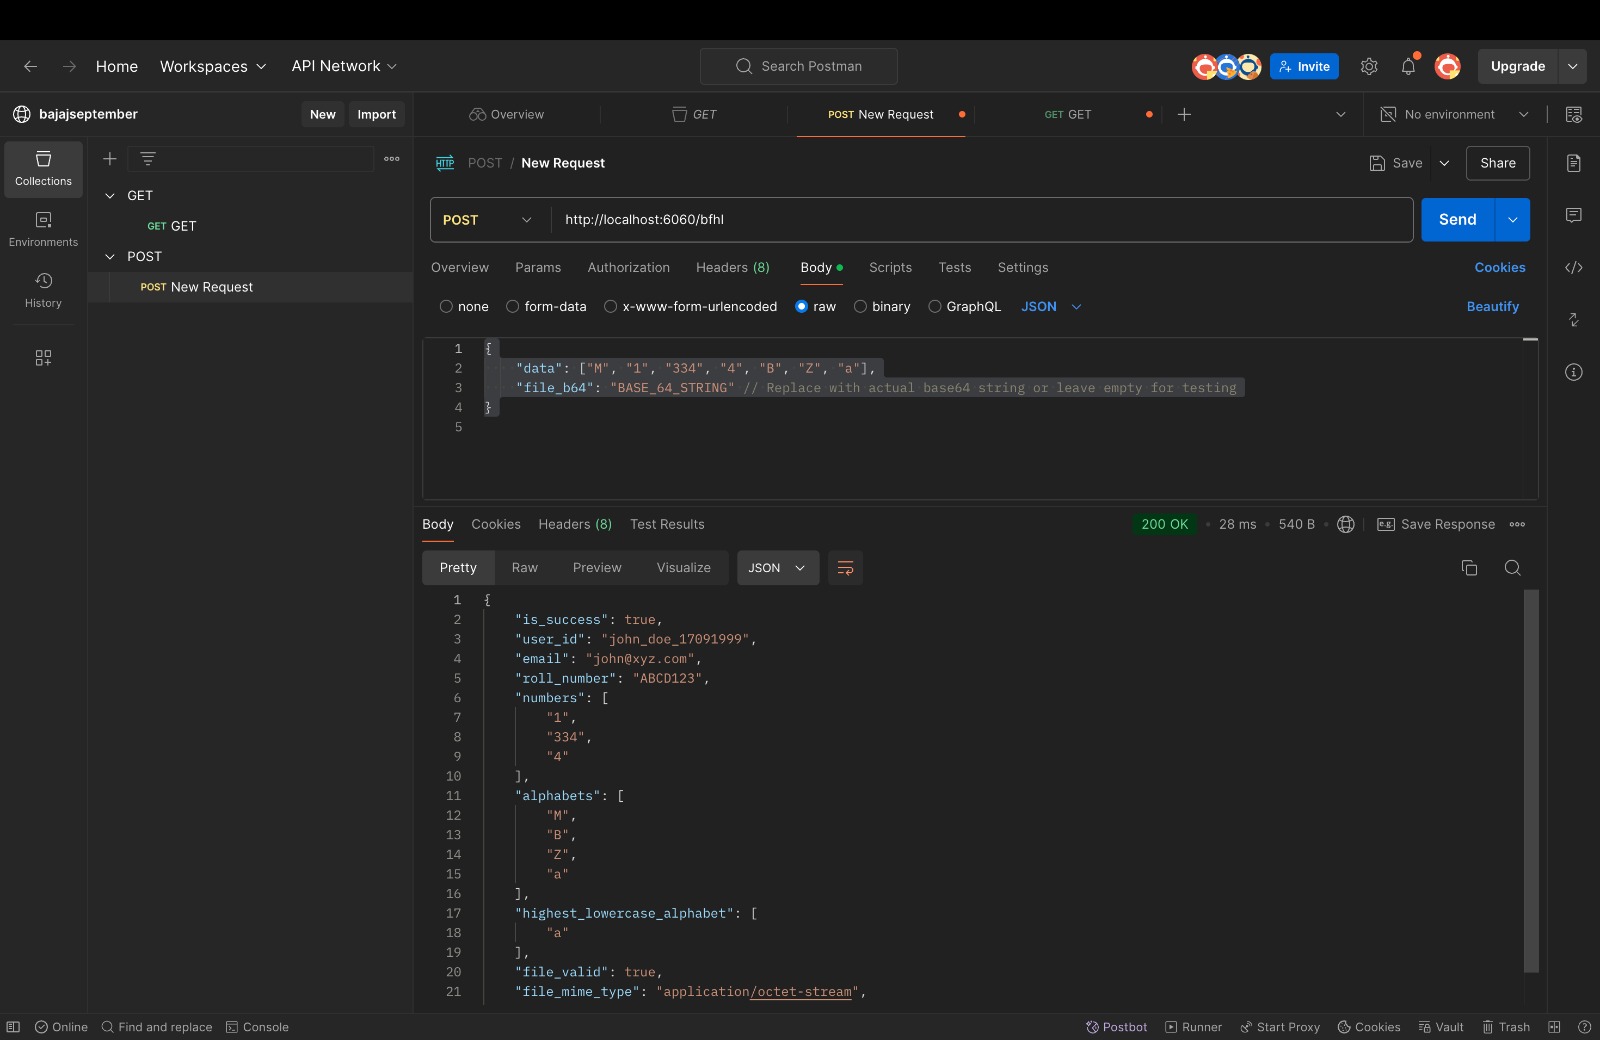 Home Workspaces API Network Search Postman Invite Upgrade
bajajseptember New Import Overview GET POST New Request GET GET No environment
Collections
Environments
History
GET
GET GET
POST
POST New Request
HTTP POST / New Request Save Share
POST http://localhost:6060/bfhl Send
Overview Params Authorization Headers (8) Body Scripts Tests Settings Cookies
none form-data x-www-form-urlencoded raw binary GraphQL JSON Beautify
1 {
2 "data": ["M", "1", "334", "4", "B", "Z", "a"],
3 "file_b64": "BASE_64_STRING" // Replace with actual base64 string or leave empty for testing
4 }
5
Body Cookies Headers (8) Test Results 200 OK 28 ms 540 B e.g. Save Response
Pretty Raw Preview Visualize JSON
1 {
2 "is_success": true,
3 "user_id": "john_doe_17091999",
4 "email": "john@xyz.com",
5 "roll_number": "ABCD123",
6 "numbers": [
7 "1",
8 "334",
9 "4"
10 ],
11 "alphabets": [
12 "M",
13 "B",
14 "Z",
15 "a"
16 ],
17 "highest_lowercase_alphabet": [
18 "a"
19 ],
20 "file_valid": true,
21 "file_mime_type": "application/octet-stream",
Online Find and replace Console Postbot Runner Start Proxy Cookies Vault Trash